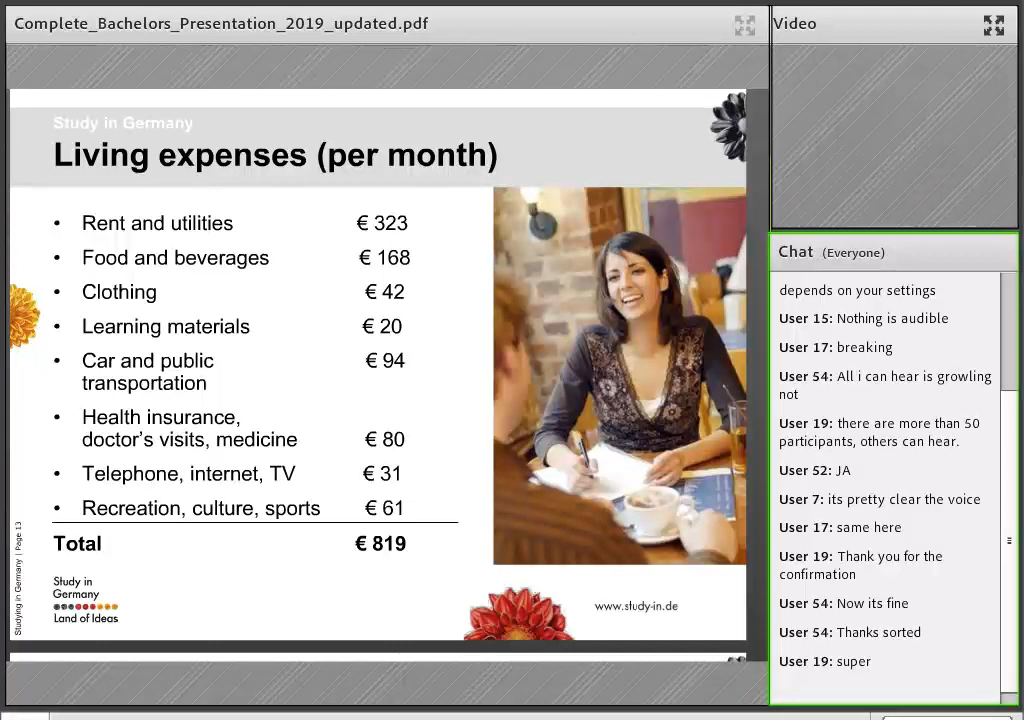 Complete_Bachelors_Presentation_2019_updated.pdf
Study in Germany
Living expenses (per month)
• Rent and utilities € 323
• Food and beverages € 168
• Clothing € 42
• Learning materials € 20
• Car and public € 94
transportation
• Health insurance,
doctor's visits, medicine € 80
• Telephone, internet, TV € 31
• Recreation, culture, sports € 61
Total € 819
Studying in Germany | Page 13
Study in
Germany
Land of Ideas
www.study-in.de
Video
Chat (Everyone)
depends on your settings
User 15: Nothing is audible
User 17: breaking
User 54: All i can hear is growling
not
User 19: there are more than 50
participants, others can hear.
User 52: JA
User 7: its pretty clear the voice
User 17: same here
User 19: Thank you for the
confirmation
User 54: Now its fine
User 54: Thanks sorted
User 19: super